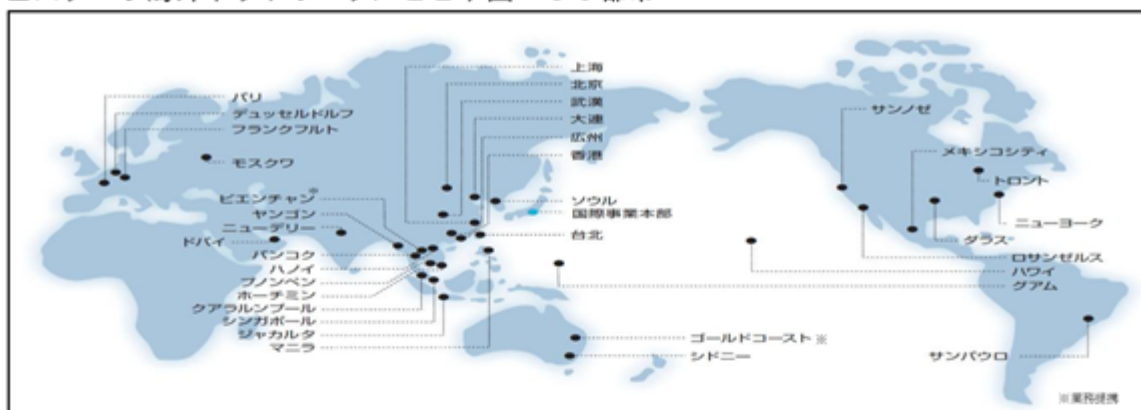 パリ
デュッセルドルフ
フランクフルト
モスクワ
ビエンチャン※
ヤンゴン
ニューデリー
ドバイ
バンコク
ハノイ
プノンペン
ホーチミン
クアラルンプール
シンガポール
ジャカルタ
マニラ
上海
北京
武漢
大連
広州
香港
ソウル
国際事業本部
台北
ゴールドコースト※
シドニー
サンノゼ
メキシコシティ
トロント
ニューヨーク
ダラス
ロサンゼルス
ハワイ
グアム
サンパウロ
※業務提携